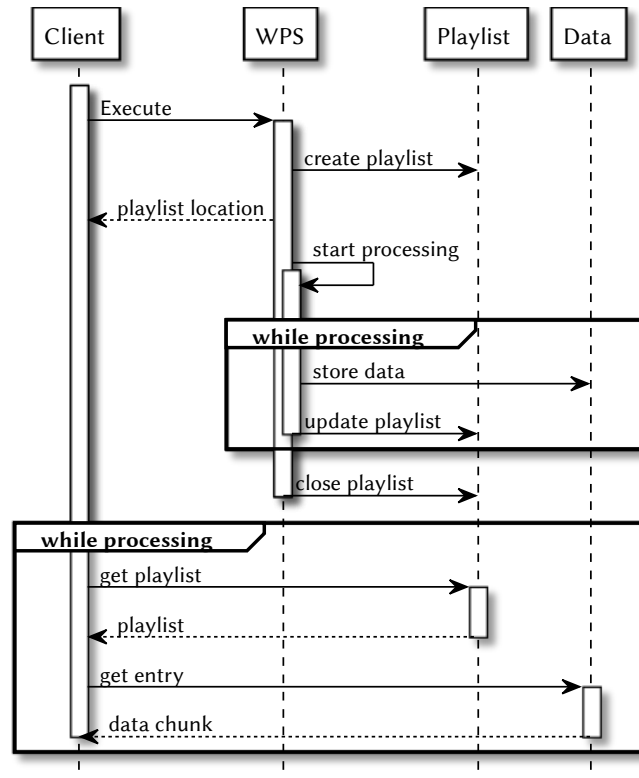 Client WPS Playlist Data
Execute
create playlist
playlist location
start processing
while processing
store data
update playlist
close playlist
while processing
get playlist
playlist
get entry
data chunk